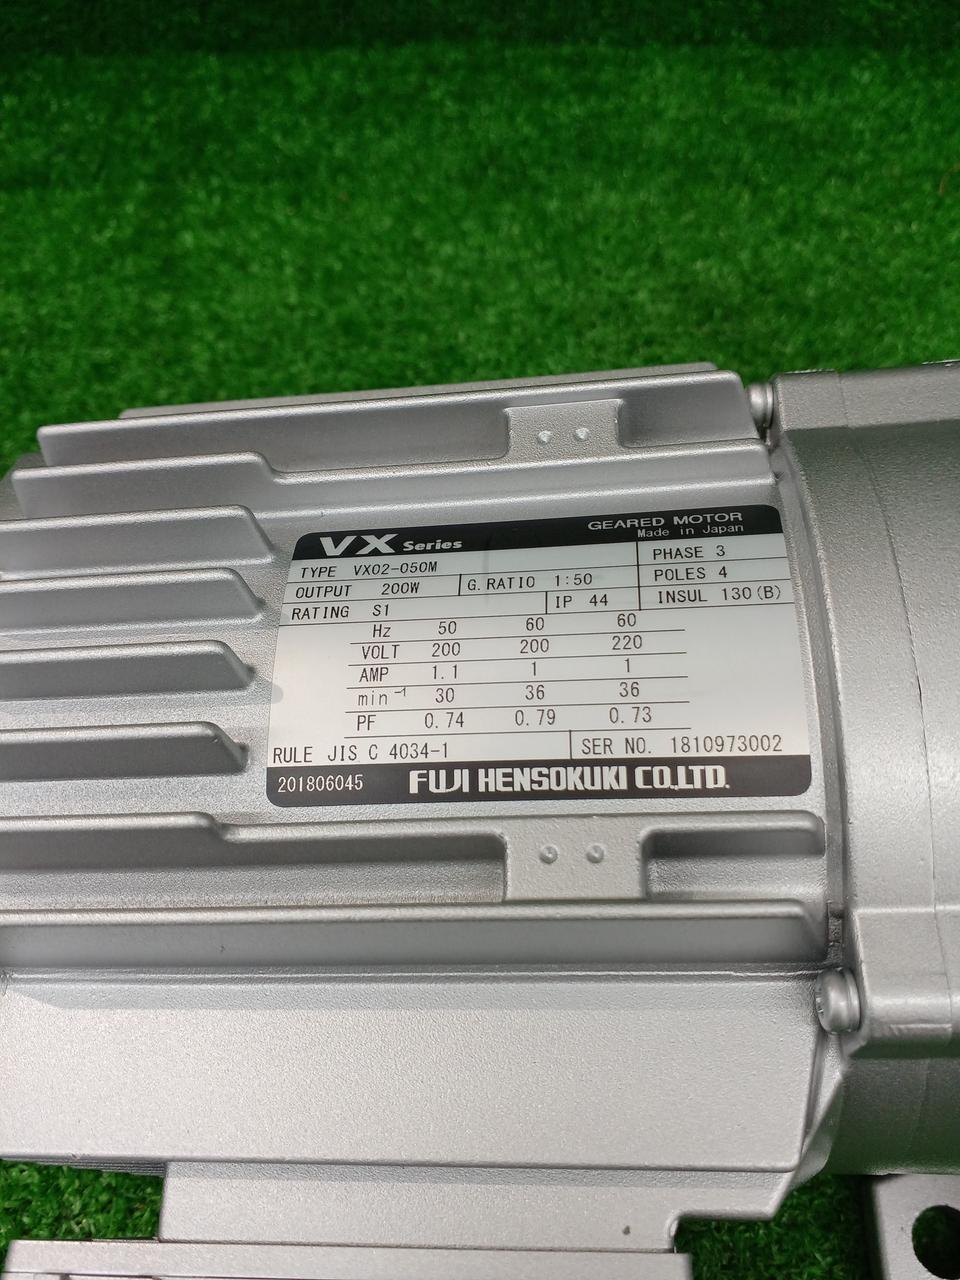 VX Series GEARED MOTOR
Made in Japan
TYPE VX02-050M PHASE 3
OUTPUT 200W G.RATIO 1:50 POLES 4
RATING S1 IP 44 INSUL 130(B)
Hz 50 60 60
VOLT 200 200 220
AMP 1.1 1 1
min⁻¹ 30 36 36
PF 0.74 0.79 0.73
RULE JIS C 4034-1 SER NO. 1810973002
201806045 FUJI HENSOKUKI CO.,LTD.